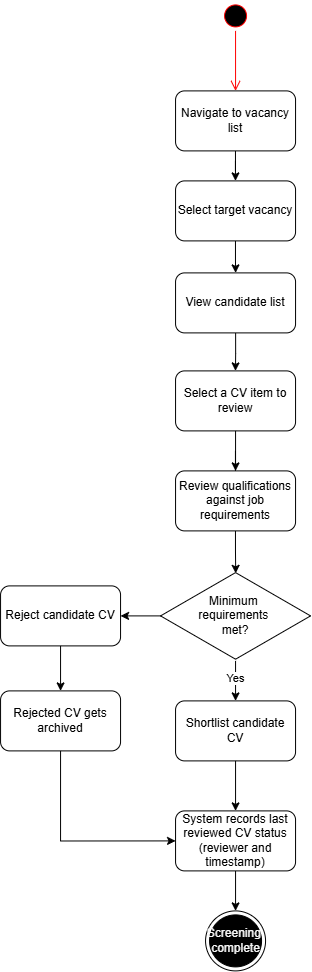 Navigate to vacancy
list
Select target vacancy
View candidate list
Select a CV item to
review
Review qualifications
against job
requirements
Minimum
requirements
met?
Reject candidate CV
Yes
Rejected CV gets
archived
Shortlist candidate
CV
System records last
reviewed CV status
(reviewer and
timestamp)
Screening
complete